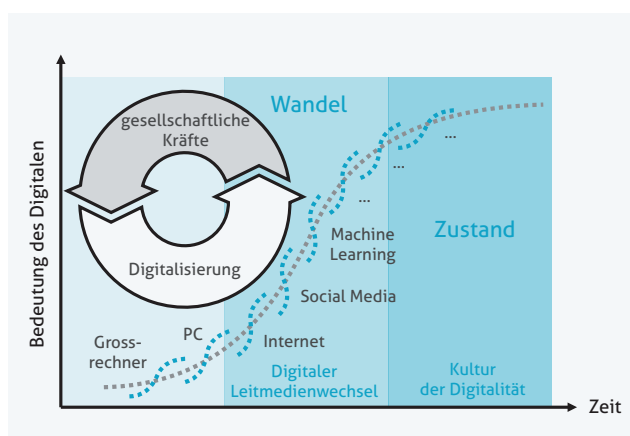 Wandel
gesellschaftliche
Kräfte
Digitalisierung
Bedeutung des Digitalen
...
...
...
Machine
Learning
Zustand
Social Media
PC
Gross-
rechner
Internet
Digitaler
Leitmedienwechsel
Kultur
der Digitalität
Zeit